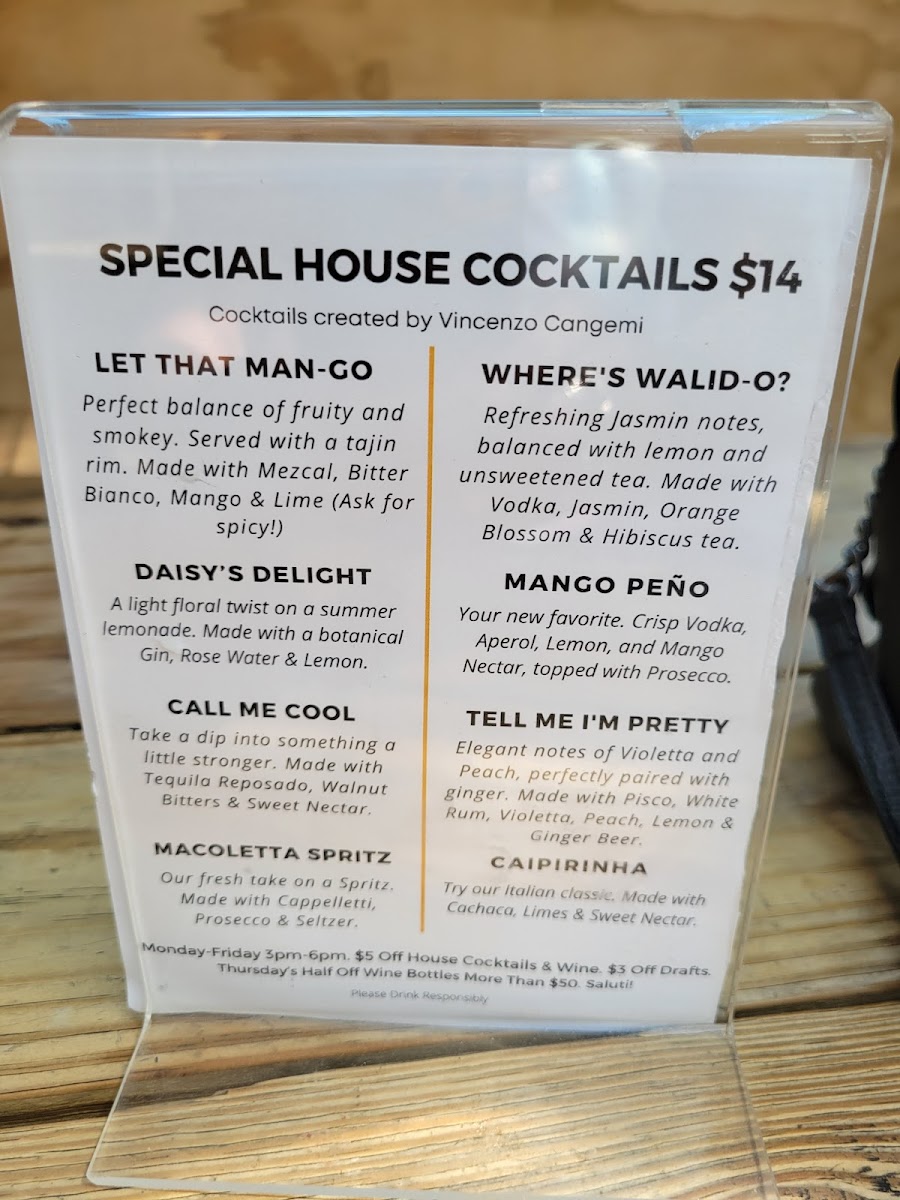 SPECIAL HOUSE COCKTAILS $14
Cocktails created by Vincenzo Cangemi
LET THAT MAN-GO
Perfect balance of fruity and
smokey. Served with a tajin
rim. Made with Mezcal, Bitter
Bianco, Mango & Lime (Ask for
spicy!)
DAISY'S DELIGHT
A light floral twist on a summer
lemonade. Made with a botanical
Gin, Rose Water & Lemon.
CALL ME COOL
Take a dip into something a
little stronger. Made with
Tequila Reposado, Walnut
Bitters & Sweet Nectar.
MACOLETTA SPRITZ
Our fresh take on a Spritz.
Made with Cappelletti,
Prosecco & Seltzer.
WHERE'S WALID-O?
Refreshing Jasmin notes,
balanced with lemon and
unsweetened tea. Made with
Vodka, Jasmin, Orange
Blossom & Hibiscus tea.
MANGO PEÑO
Your new favorite. Crisp Vodka,
Aperol, Lemon, and Mango
Nectar, topped with Prosecco.
TELL ME I'M PRETTY
Elegant notes of Violetta and
Peach, perfectly paired with
ginger. Made with Pisco, White
Rum, Violetta, Peach, Lemon &
Ginger Beer.
CAIPIRINHA
Try our Italian classic. Made with
Cachaca, Limes & Sweet Nectar.
Monday-Friday 3pm-6pm. $5 Off House Cocktails & Wine. $3 Off Drafts.
Thursday's Half Off Wine Bottles More Than $50. Saluti!
Please Drink Responsibly